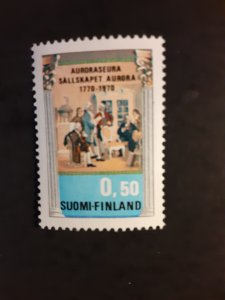 AURORASEURA
SÄLLSKAPET AURORA
1770-1970
0,50
SUOMI-FINLAND